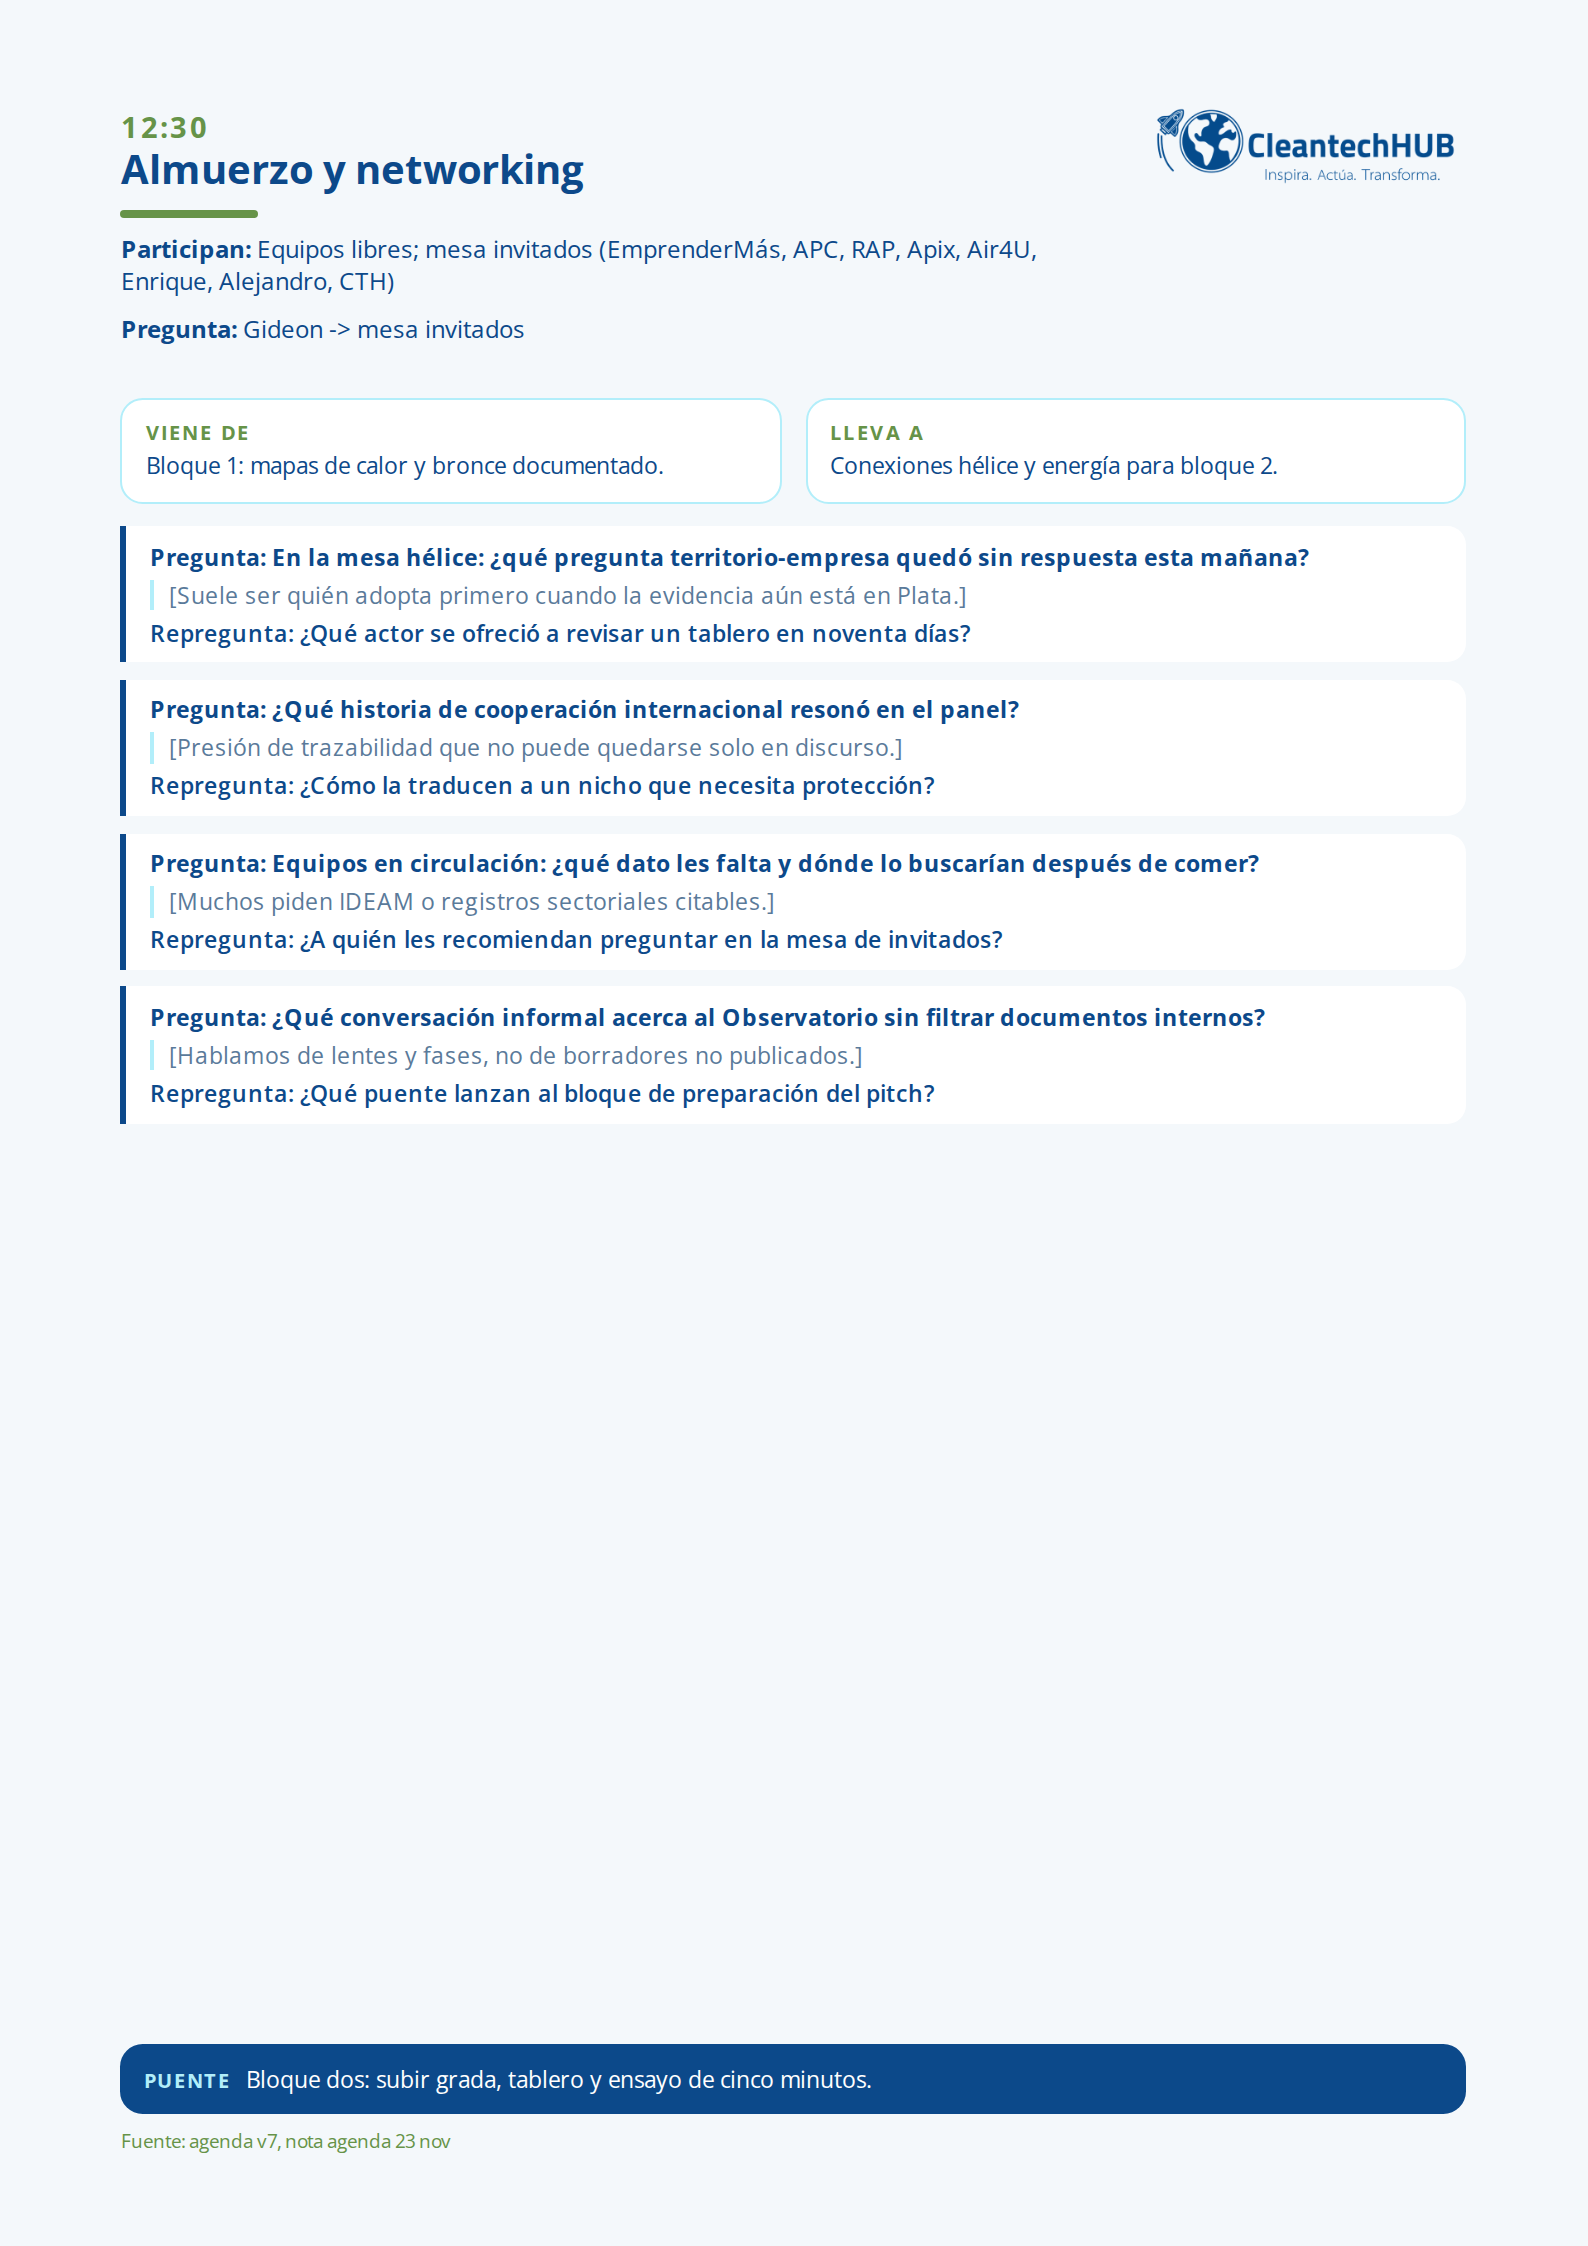 12:30
Almuerzo y networking
CleantechHUB
Inspira. Actúa. Transforma.
Participan: Equipos libres; mesa invitados (EmprenderMás, APC, RAP, Apix, Air4U,
Enrique, Alejandro, CTH)
Pregunta: Gideon -> mesa invitados
VIENE DE
Bloque 1: mapas de calor y bronce documentado.
LLEVA A
Conexiones hélice y energía para bloque 2.
Pregunta: En la mesa hélice: ¿qué pregunta territorio-empresa quedó sin respuesta esta mañana?
[Suele ser quién adopta primero cuando la evidencia aún está en Plata.]
Repregunta: ¿Qué actor se ofreció a revisar un tablero en noventa días?
Pregunta: ¿Qué historia de cooperación internacional resonó en el panel?
[Presión de trazabilidad que no puede quedarse solo en discurso.]
Repregunta: ¿Cómo la traducen a un nicho que necesita protección?
Pregunta: Equipos en circulación: ¿qué dato les falta y dónde lo buscarían después de comer?
[Muchos piden IDEAM o registros sectoriales citables.]
Repregunta: ¿A quién les recomiendan preguntar en la mesa de invitados?
Pregunta: ¿Qué conversación informal acerca al Observatorio sin filtrar documentos internos?
[Hablamos de lentes y fases, no de borradores no publicados.]
Repregunta: ¿Qué puente lanzan al bloque de preparación del pitch?
PUENTE Bloque dos: subir grada, tablero y ensayo de cinco minutos.
Fuente: agenda v7, nota agenda 23 nov